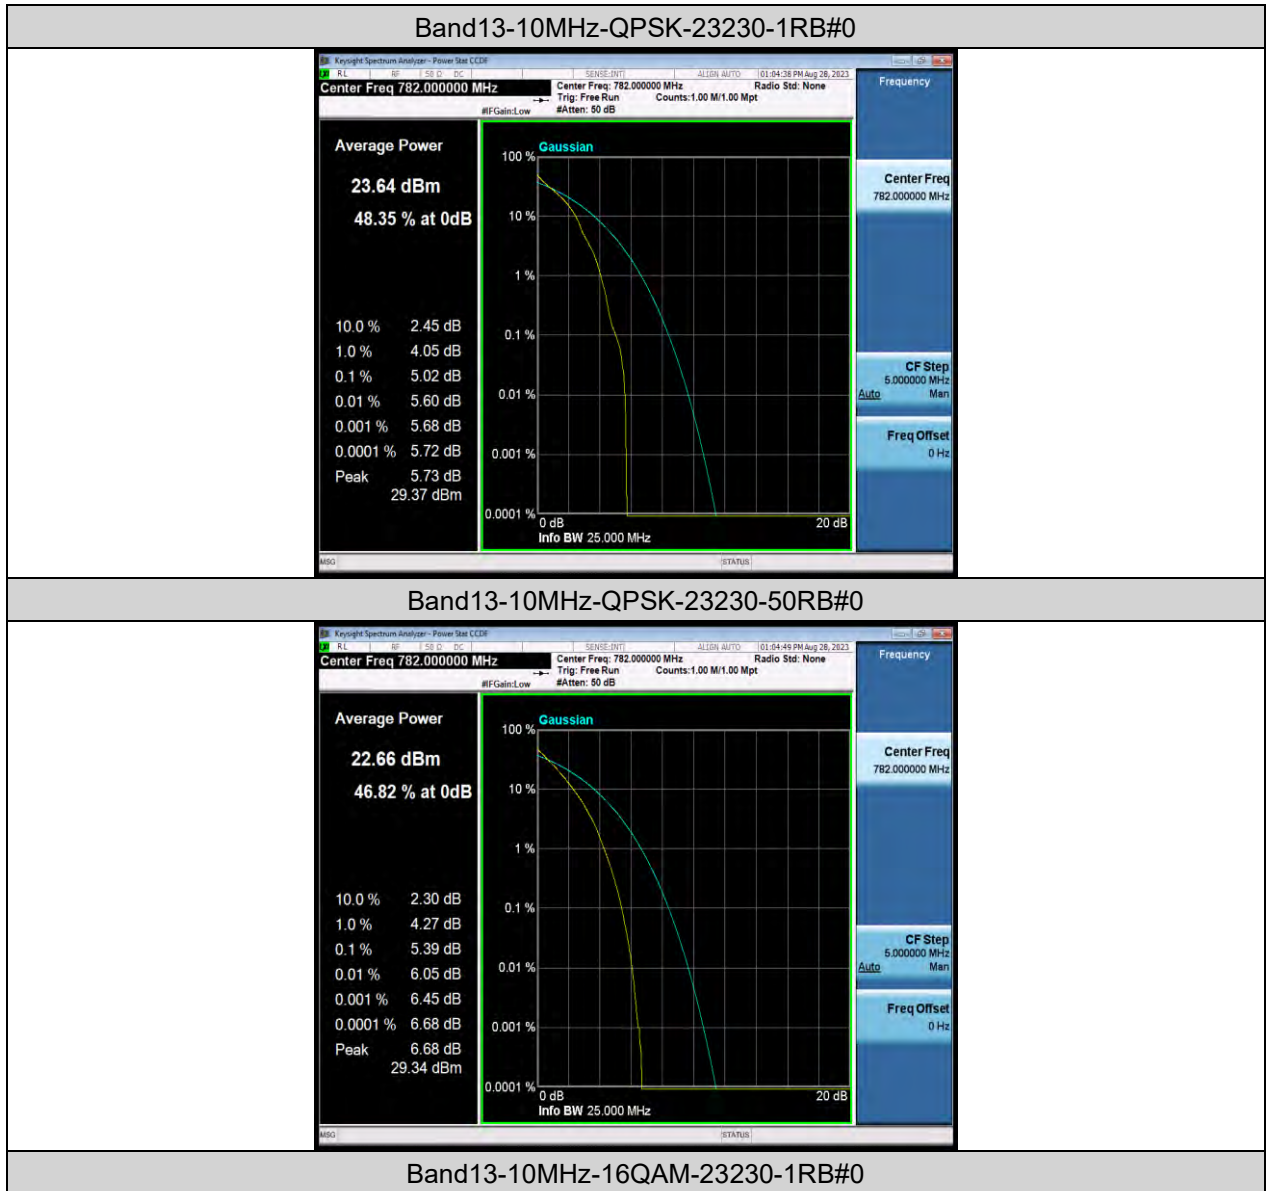 Band13-10MHz-QPSK-23230-1RB#0
Keysight Spectrum Analyzer - Power Stat CCDF
RL RF 50 Ω DC SENSE:INT ALIGN AUTO 01:04:38 PM Aug 28, 2023
Center Freq 782.000000 MHz
Center Freq: 782.000000 MHz Radio Std: None
Trig: Free Run Counts:1.00 M/1.00 Mpt
#IFGain:Low #Atten: 50 dB
Frequency
Average Power
23.64 dBm
48.35 % at 0dB
10.0 % 2.45 dB
1.0 % 4.05 dB
0.1 % 5.02 dB
0.01 % 5.60 dB
0.001 % 5.68 dB
0.0001 % 5.72 dB
Peak 5.73 dB
29.37 dBm
Gaussian
100 %
10 %
1 %
0.1 %
0.01 %
0.001 %
0.0001 %
0 dB 20 dB
Info BW 25.000 MHz
Center Freq
782.000000 MHz
CF Step
5.000000 MHz
Auto Man
Freq Offset
0 Hz
MSG STATUS
Band13-10MHz-QPSK-23230-50RB#0
Keysight Spectrum Analyzer - Power Stat CCDF
RL RF 50 Ω DC SENSE:INT ALIGN AUTO 01:04:49 PM Aug 28, 2023
Center Freq 782.000000 MHz
Center Freq: 782.000000 MHz Radio Std: None
Trig: Free Run Counts:1.00 M/1.00 Mpt
#IFGain:Low #Atten: 50 dB
Frequency
Average Power
22.66 dBm
46.82 % at 0dB
10.0 % 2.30 dB
1.0 % 4.27 dB
0.1 % 5.39 dB
0.01 % 6.05 dB
0.001 % 6.45 dB
0.0001 % 6.68 dB
Peak 6.68 dB
29.34 dBm
Gaussian
100 %
10 %
1 %
0.1 %
0.01 %
0.001 %
0.0001 %
0 dB 20 dB
Info BW 25.000 MHz
Center Freq
782.000000 MHz
CF Step
5.000000 MHz
Auto Man
Freq Offset
0 Hz
MSG STATUS
Band13-10MHz-16QAM-23230-1RB#0